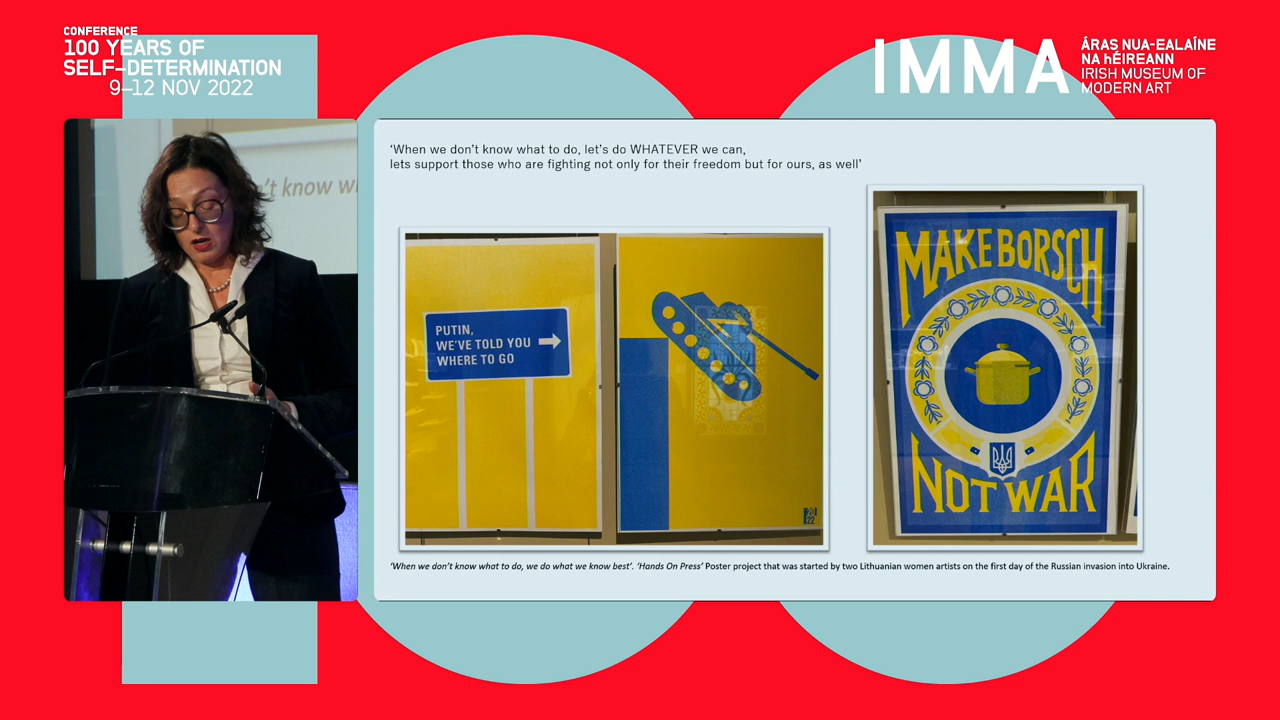 CONFERENCE
100 YEARS OF
SELF–DETERMINATION
9–12 NOV 2022
IMMA
ÁRAS NUA-EALAÍNE
NA hÉIREANN
IRISH MUSEUM OF
MODERN ART
't know
‘When we don’t know what to do, let’s do WHATEVER we can,
lets support those who are fighting not only for their freedom but for ours, as well’
PUTIN,
WE'VE TOLD YOU
WHERE TO GO
20
22
MAKE BORSCH
NOT WAR
‘When we don’t know what to do, we do what we know best’. ‘Hands On Press’ Poster project that was started by two Lithuanian women artists on the first day of the Russian invasion into Ukraine.